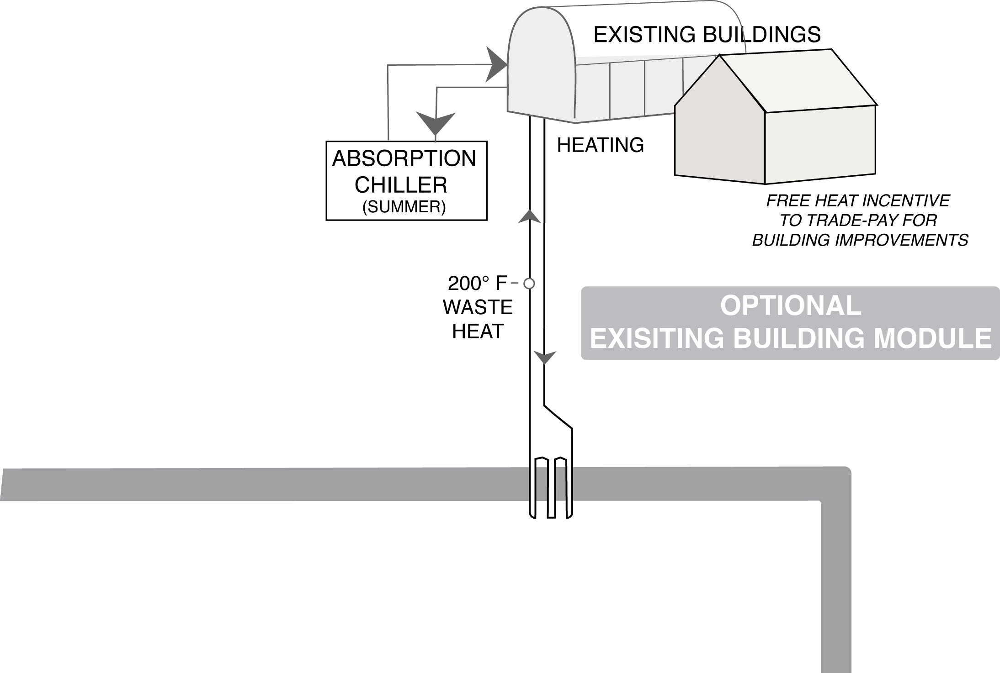 EXISTING BUILDINGS
HEATING
ABSORPTION
CHILLER
(SUMMER)
FREE HEAT INCENTIVE
TO TRADE-PAY FOR
BUILDING IMPROVEMENTS
200° F
WASTE
HEAT
OPTIONAL
EXISITING BUILDING MODULE